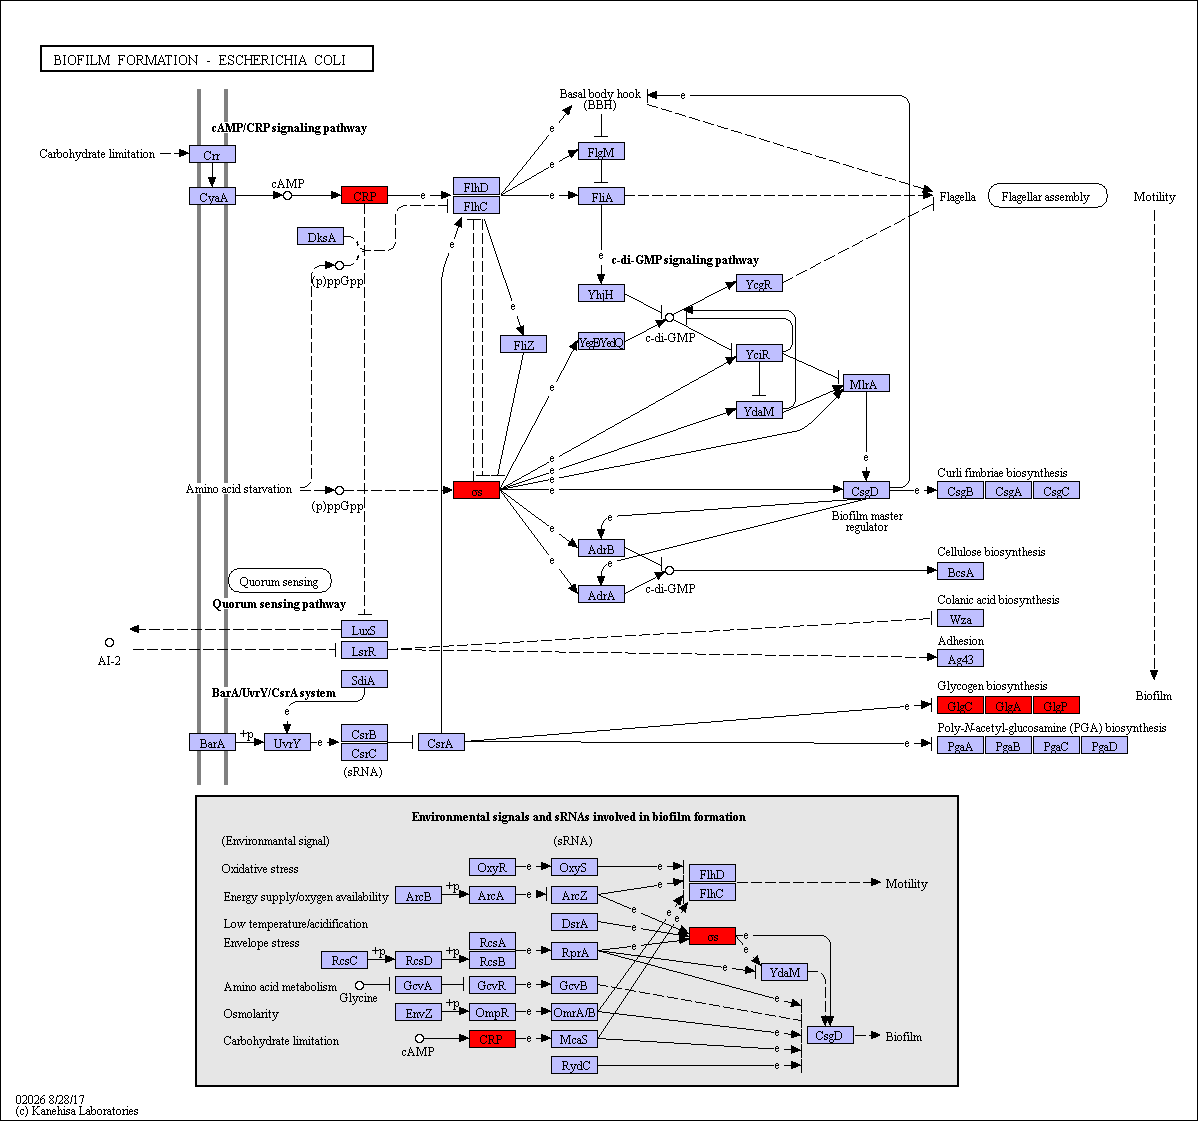 BIOFILM FORMATION - ESCHERICHIA COLI
Basal body hook
(BBH)
e
cAMP/CRP signaling pathway
e
Carbohydrate limitation
Crr
FlgM
e
cAMP
FlhD
CyaA
CRP
e
FlhC
e
FliA
Flagella
Flagellar assembly
Motility
DksA
e
e
c-di-GMP signaling pathway
(p)ppGpp
YcgR
YhjH
e
c-di-GMP
FliZ
YciR
e
MlrA
YdaM
e
e
e
e
e
Curli fimbriae biosynthesis
Amino acid starvation
os
CsgD
e
CsgB
CsgA
CsgC
(p)ppGpp
Biofilm master
regulator
e
e
AdrB
Cellulose biosynthesis
e
e
BcsA
Quorum sensing
c-di-GMP
AdrA
Quorum sensing pathway
Colanic acid biosynthesis
LuxS
Wza
AI-2
LsrR
Adhesion
Ag43
SdiA
BarA/UvrY/CsrA system
Glycogen biosynthesis
Biofilm
e
e
GlgC
GlgA
GlgP
Poly-N-acetyl-glucosamine (PGA) biosynthesis
BarA
+p
UvrY
e
CsrB
CsrC
CsrA
e
PgaA
PgaB
PgaC
PgaD
(sRNA)
Environmental signals and sRNAs involved in biofilm formation
(Environmantal signal)
(sRNA)
Oxidative stress
OxyR
e
OxyS
e
FlhD
FlhC
Motility
Energy supply/oxygen availability
ArcB
+p
ArcA
e
ArcZ
e
e
e
e
Low temperature/acidification
DsrA
e
os
e
Envelope stress
RcsC
+p
RcsD
+p
RcsA
RcsB
e
RprA
e
e
e
YdaM
Amino acid metabolism
Glycine
GcvA
GcvR
GcvB
e
Osmolarity
EnvZ
+p
OmpR
e
OmrA/B
e
CsgD
Biofilm
Carbohydrate limitation
cAMP
CRP
e
McaS
e
RydC
e
02026 8/28/17
(c) Kanehisa Laboratories